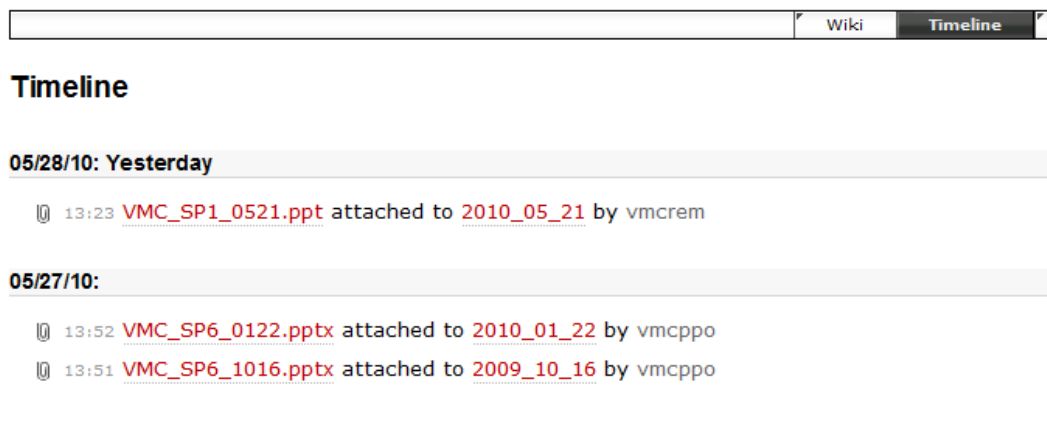 Wiki Timeline
Timeline
05/28/10: Yesterday
13:23 VMC_SP1_0521.ppt attached to 2010_05_21 by vmcrem
05/27/10:
13:52 VMC_SP6_0122.pptx attached to 2010_01_22 by vmcppo
13:51 VMC_SP6_1016.pptx attached to 2009_10_16 by vmcppo